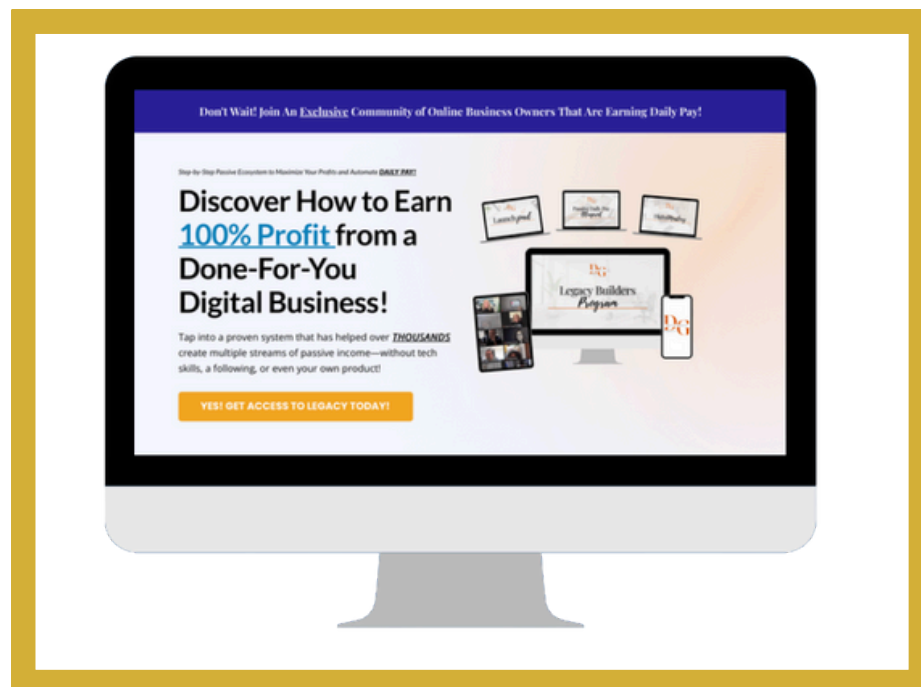 Don't Wait! Join An Exclusive Community of Online Business Owners That Are Earning Daily Pay!
Step-by-Step Passive Ecosystem to Maximize Your Profits and Automate DAILY PAY!
Discover How to Earn
100% Profit from a
Done-For-You
Digital Business!
Tap into a proven system that has helped over THOUSANDS
create multiple streams of passive income—without tech
skills, a following, or even your own product!
YES! GET ACCESS TO LEGACY TODAY!
Launchpad
Legacy Builders
Program